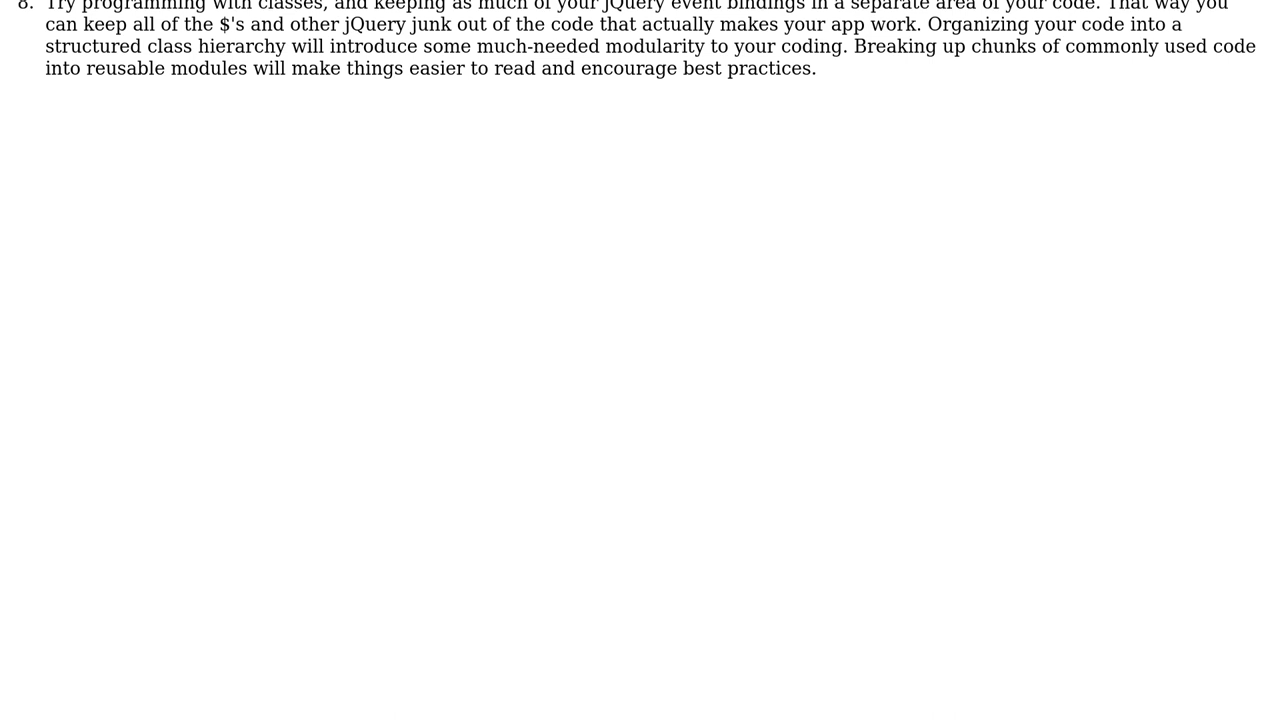 8. Try programming with classes, and keeping as much of your jQuery event bindings in a separate area of your code. That way you
can keep all of the $'s and other jQuery junk out of the code that actually makes your app work. Organizing your code into a
structured class hierarchy will introduce some much-needed modularity to your coding. Breaking up chunks of commonly used code
into reusable modules will make things easier to read and encourage best practices.